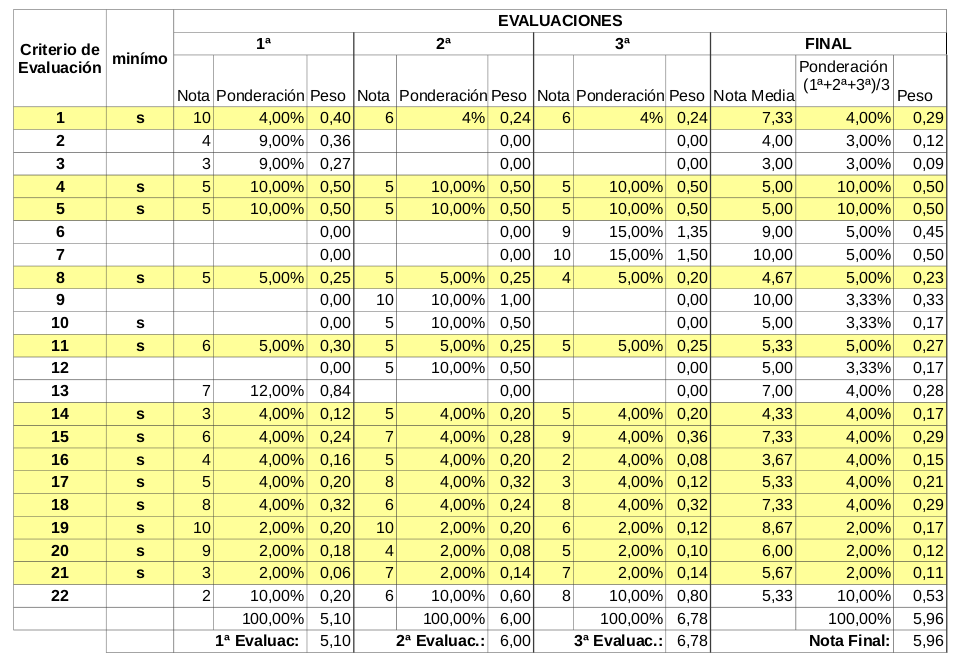 EVALUACIONES
Criterio de Evaluación minímo 1ª 2ª 3ª FINAL
Nota Ponderación Peso Nota Ponderación Peso Nota Ponderación Peso Nota Media Ponderación (1ª+2ª+3ª)/3 Peso
1 s 10 4,00% 0,40 6 4% 0,24 6 4% 0,24 7,33 4,00% 0,29
2 4 9,00% 0,36 0,00 0,00 4,00 3,00% 0,12
3 3 9,00% 0,27 0,00 0,00 3,00 3,00% 0,09
4 s 5 10,00% 0,50 5 10,00% 0,50 5 10,00% 0,50 5,00 10,00% 0,50
5 s 5 10,00% 0,50 5 10,00% 0,50 5 10,00% 0,50 5,00 10,00% 0,50
6 0,00 0,00 9 15,00% 1,35 9,00 5,00% 0,45
7 0,00 0,00 10 15,00% 1,50 10,00 5,00% 0,50
8 s 5 5,00% 0,25 5 5,00% 0,25 4 5,00% 0,20 4,67 5,00% 0,23
9 0,00 10 10,00% 1,00 0,00 10,00 3,33% 0,33
10 s 0,00 5 10,00% 0,50 0,00 5,00 3,33% 0,17
11 s 6 5,00% 0,30 5 5,00% 0,25 5 5,00% 0,25 5,33 5,00% 0,27
12 0,00 5 10,00% 0,50 0,00 5,00 3,33% 0,17
13 7 12,00% 0,84 0,00 0,00 7,00 4,00% 0,28
14 s 3 4,00% 0,12 5 4,00% 0,20 5 4,00% 0,20 4,33 4,00% 0,17
15 s 6 4,00% 0,24 7 4,00% 0,28 9 4,00% 0,36 7,33 4,00% 0,29
16 s 4 4,00% 0,16 5 4,00% 0,20 2 4,00% 0,08 3,67 4,00% 0,15
17 s 5 4,00% 0,20 8 4,00% 0,32 3 4,00% 0,12 5,33 4,00% 0,21
18 s 8 4,00% 0,32 6 4,00% 0,24 8 4,00% 0,32 7,33 4,00% 0,29
19 s 10 2,00% 0,20 10 2,00% 0,20 6 2,00% 0,12 8,67 2,00% 0,17
20 s 9 2,00% 0,18 4 2,00% 0,08 5 2,00% 0,10 6,00 2,00% 0,12
21 s 3 2,00% 0,06 7 2,00% 0,14 7 2,00% 0,14 5,67 2,00% 0,11
22 2 10,00% 0,20 6 10,00% 0,60 8 10,00% 0,80 5,33 10,00% 0,53
100,00% 5,10 100,00% 6,00 100,00% 6,78 100,00% 5,96
1ª Evaluac: 5,10 2ª Evaluac.: 6,00 3ª Evaluac.: 6,78 Nota Final: 5,96